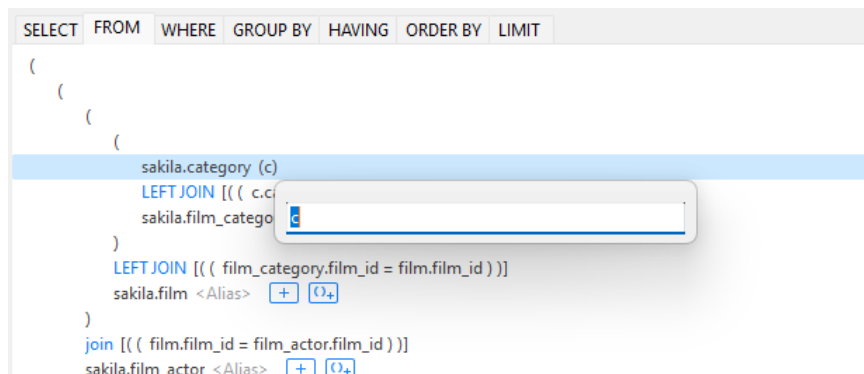 SELECT FROM WHERE GROUP BY HAVING ORDER BY LIMIT
(
(
(
(
sakila.category (c)
LEFT JOIN [( ( c.c
sakila.film_catego
c
)
LEFT JOIN [( ( film_category.film_id = film.film_id ) )]
sakila.film <Alias> + ()+
)
join [( ( film.film_id = film_actor.film_id ) )]
sakila.film_actor <Alias> + ()+